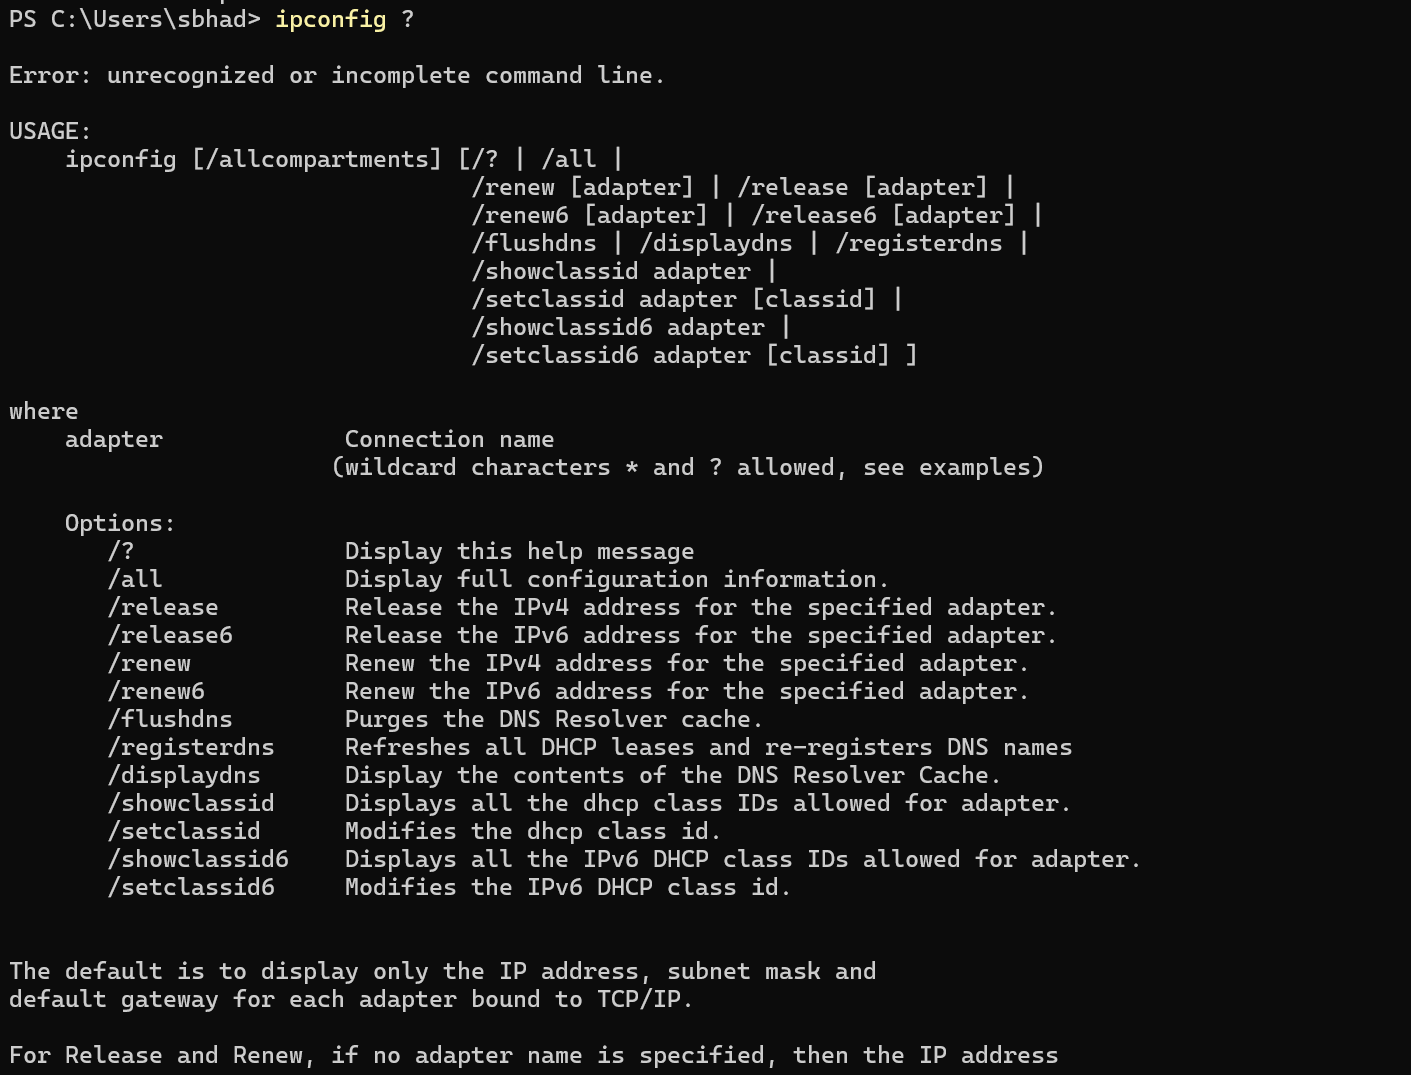 PS C:\Users\sbhad> ipconfig ?
Error: unrecognized or incomplete command line.
USAGE:
    ipconfig [/allcompartments] [/? | /all |
                                 /renew [adapter] | /release [adapter] |
                                 /renew6 [adapter] | /release6 [adapter] |
                                 /flushdns | /displaydns | /registerdns |
                                 /showclassid adapter |
                                 /setclassid adapter [classid] |
                                 /showclassid6 adapter |
                                 /setclassid6 adapter [classid] ]
where
    adapter             Connection name
                       (wildcard characters * and ? allowed, see examples)
    Options:
       /?               Display this help message
       /all             Display full configuration information.
       /release         Release the IPv4 address for the specified adapter.
       /release6        Release the IPv6 address for the specified adapter.
       /renew           Renew the IPv4 address for the specified adapter.
       /renew6          Renew the IPv6 address for the specified adapter.
       /flushdns        Purges the DNS Resolver cache.
       /registerdns     Refreshes all DHCP leases and re-registers DNS names
       /displaydns      Display the contents of the DNS Resolver Cache.
       /showclassid     Displays all the dhcp class IDs allowed for adapter.
       /setclassid      Modifies the dhcp class id.
       /showclassid6    Displays all the IPv6 DHCP class IDs allowed for adapter.
       /setclassid6     Modifies the IPv6 DHCP class id.
The default is to display only the IP address, subnet mask and
default gateway for each adapter bound to TCP/IP.
For Release and Renew, if no adapter name is specified, then the IP address